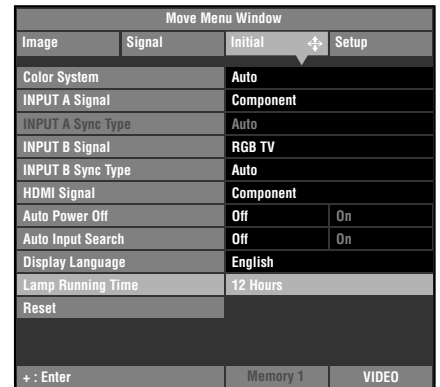 Move Menu Window
Image Signal Initial Setup
Color System Auto
INPUT A Signal Component
INPUT A Sync Type Auto
INPUT B Signal RGB TV
INPUT B Sync Type Auto
HDMI Signal Component
Auto Power Off Off On
Auto Input Search Off On
Display Language English
Lamp Running Time 12 Hours
Reset
+ : Enter Memory 1 VIDEO